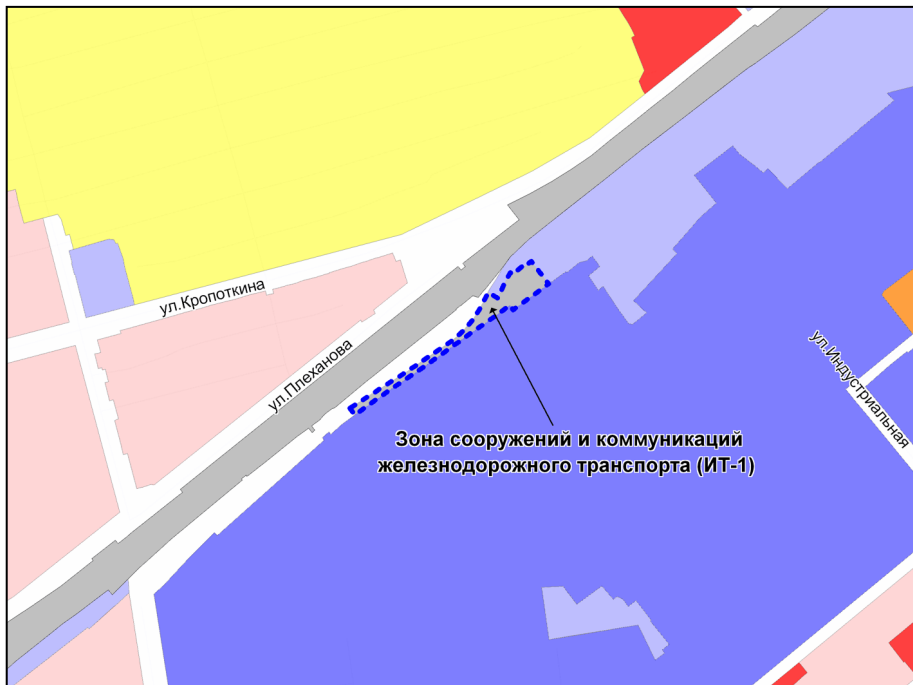 ул.Кропоткина
ул.Плеханова
ул.Индустриальная
Зона сооружений и коммуникаций
железнодорожного транспорта (ИТ-1)